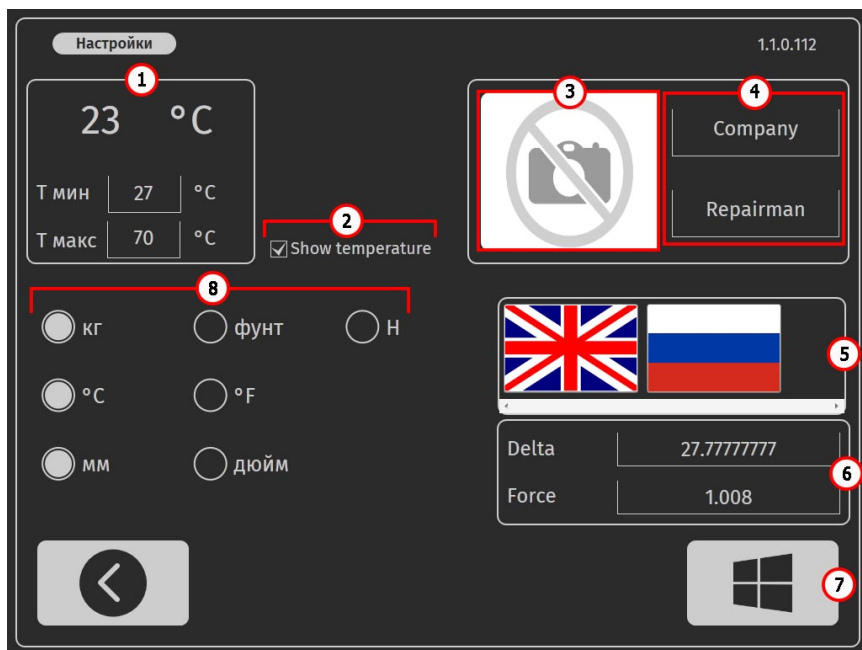 Настройки
1.1.0.112
1
23 °C
Т мин 27 °C
Т макс 70 °C
2
Show temperature
3
4
Company
Repairman
8
кг фунт Н
°C °F
мм дюйм
5
Delta 27.77777777
Force 1.008
6
7